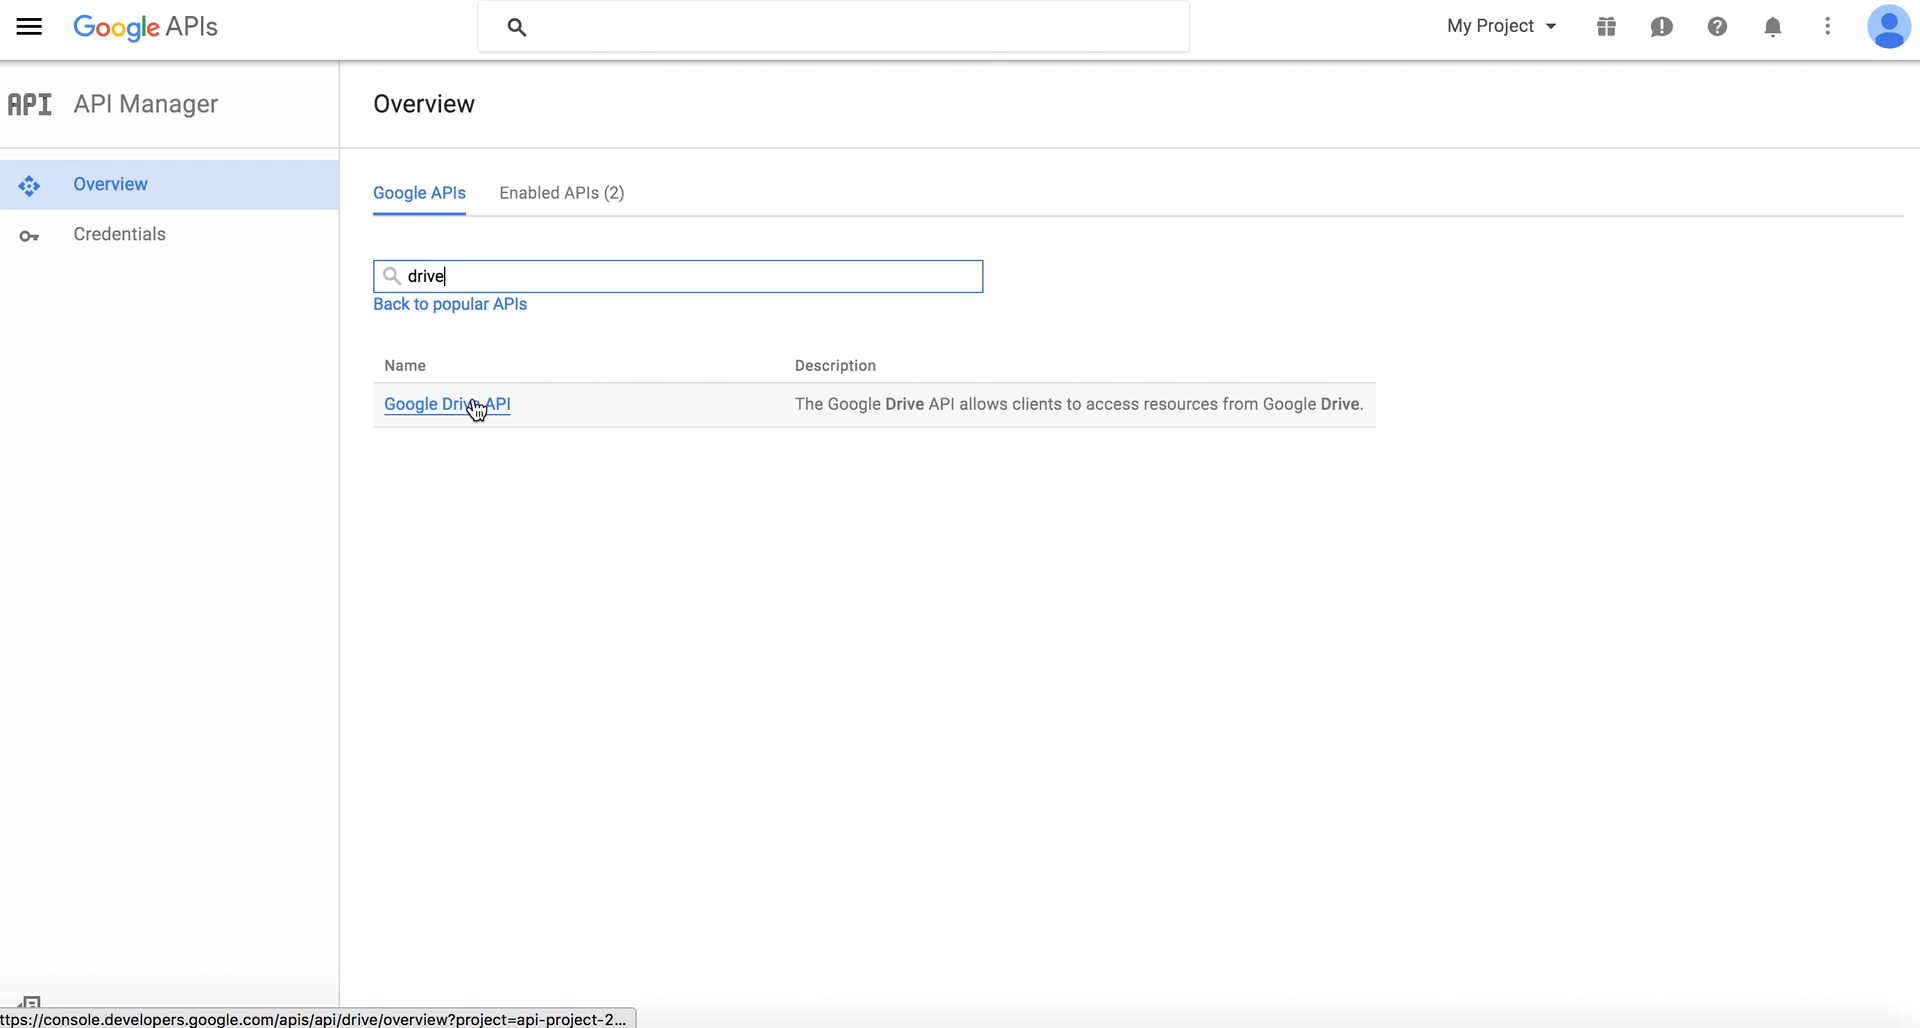 Google APIs
My Project
API API Manager
Overview
Overview
Credentials
Google APIs Enabled APIs (2)
drive
Back to popular APIs
Name Description
Google Drive API The Google Drive API allows clients to access resources from Google Drive.
ttps://console.developers.google.com/apis/api/drive/overview?project=api-project-2...